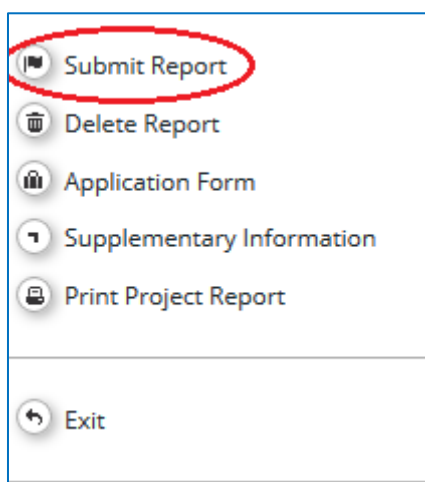 Submit Report
Delete Report
Application Form
Supplementary Information
Print Project Report
Exit